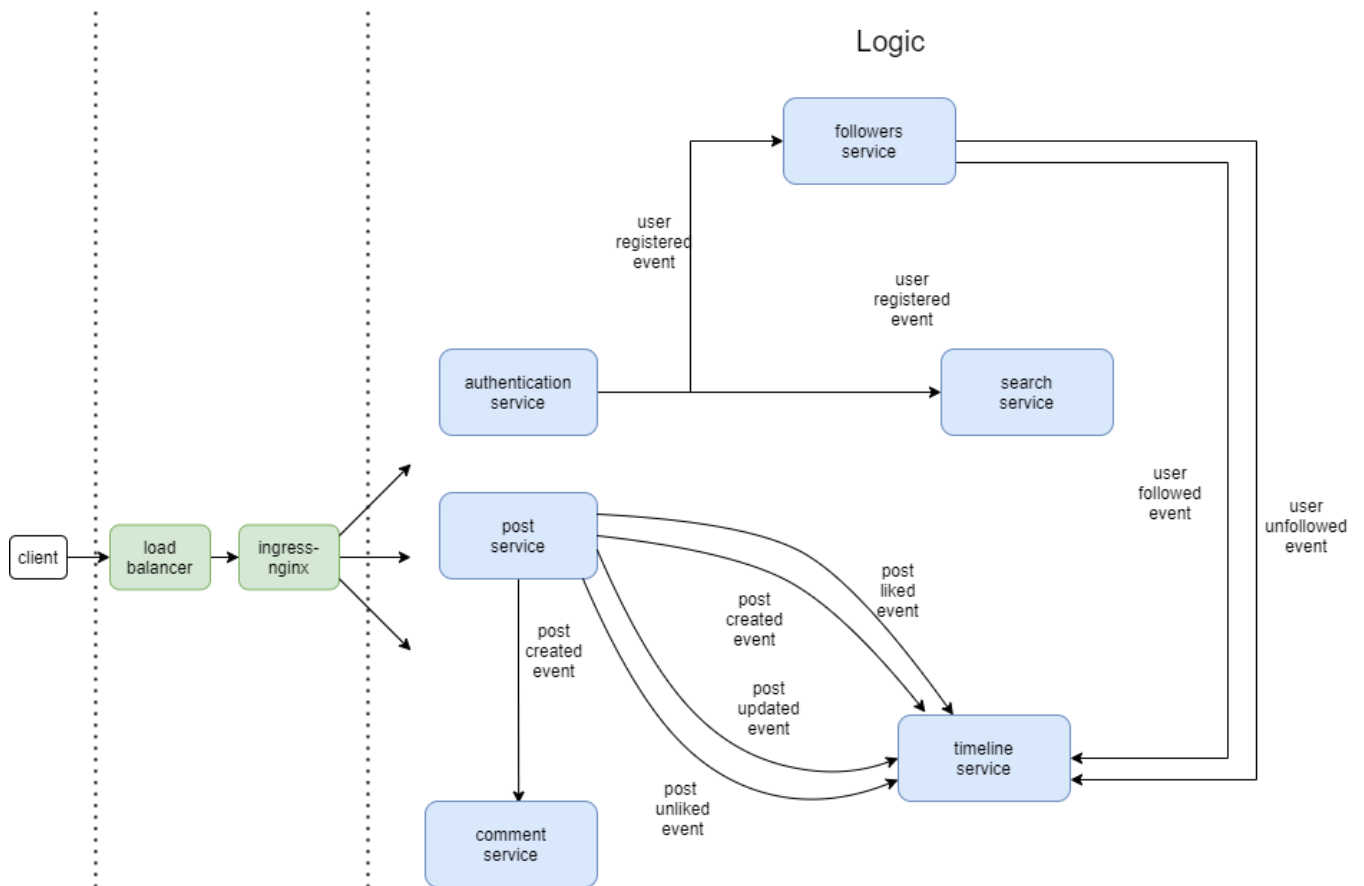 Logic
followers
service
user
registered
event
user
registered
event
authentication
service
search
service
user
followed
event
user
unfollowed
event
post
service
client
load
balancer
ingress-
nginx
post
liked
event
post
created
event
post
created
event
post
updated
event
timeline
service
post
unliked
event
comment
service